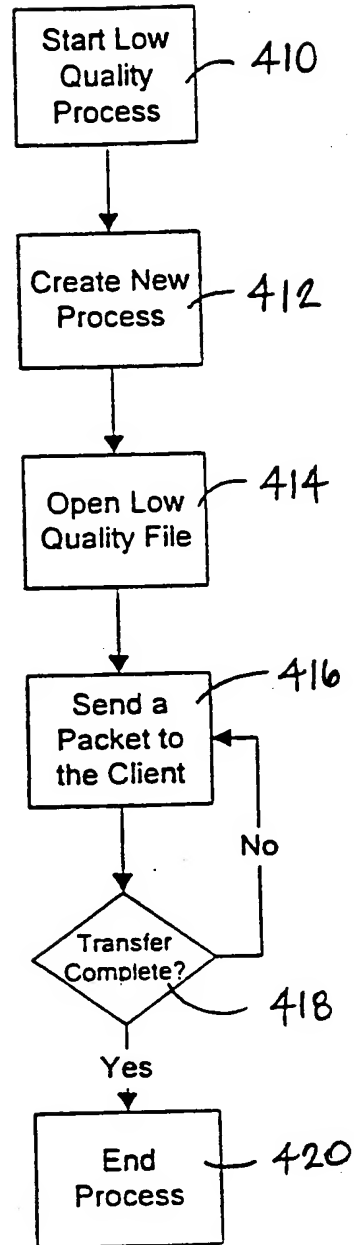 Start Low
Quality
Process
410
Create New
Process
412
Open Low
Quality File
414
Send a
Packet to
the Client
416
No
Transfer
Complete?
418
Yes
End
Process
420